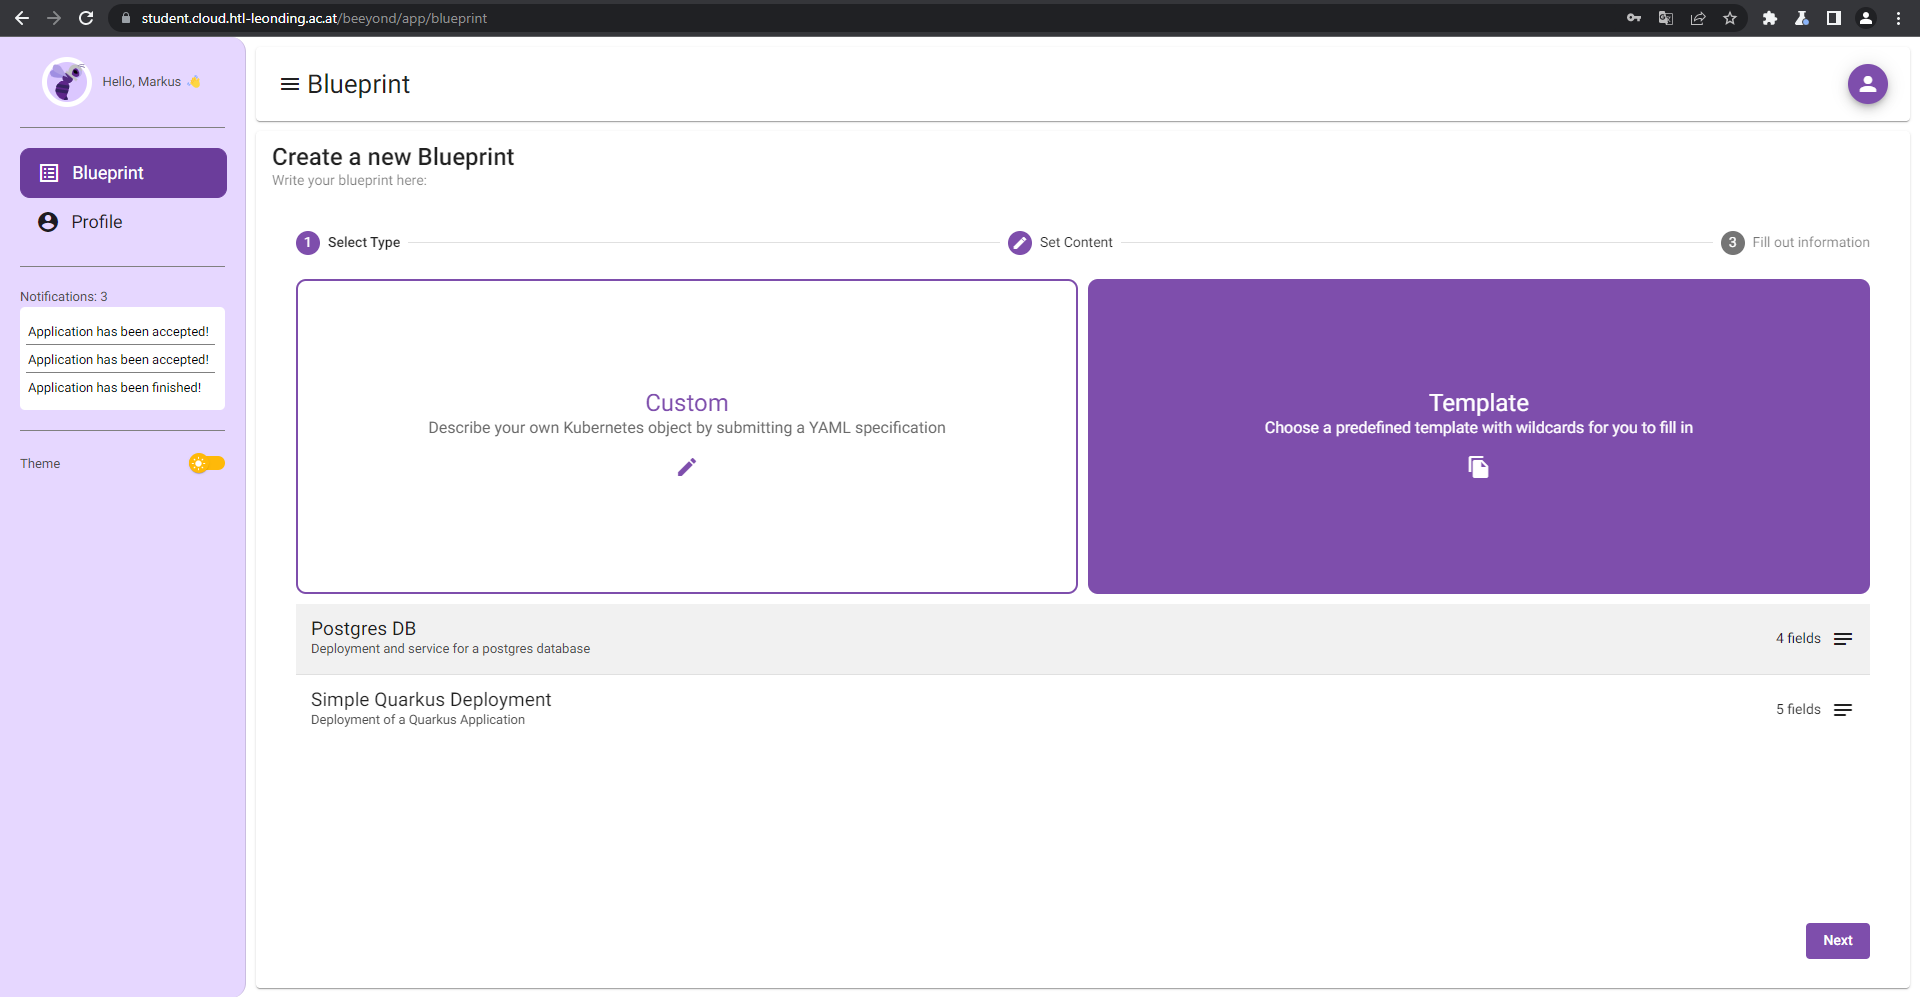 student.cloud.htl-leonding.ac.at/beeyond/app/blueprint
Hello, Markus 👋
Blueprint
Profile
Notifications: 3
Application has been accepted!
Application has been accepted!
Application has been finished!
Theme
Blueprint
Create a new Blueprint
Write your blueprint here:
1 Select Type
Set Content
3 Fill out information
Custom
Describe your own Kubernetes object by submitting a YAML specification
Template
Choose a predefined template with wildcards for you to fill in
Postgres DB
Deployment and service for a postgres database
4 fields
Simple Quarkus Deployment
Deployment of a Quarkus Application
5 fields
Next